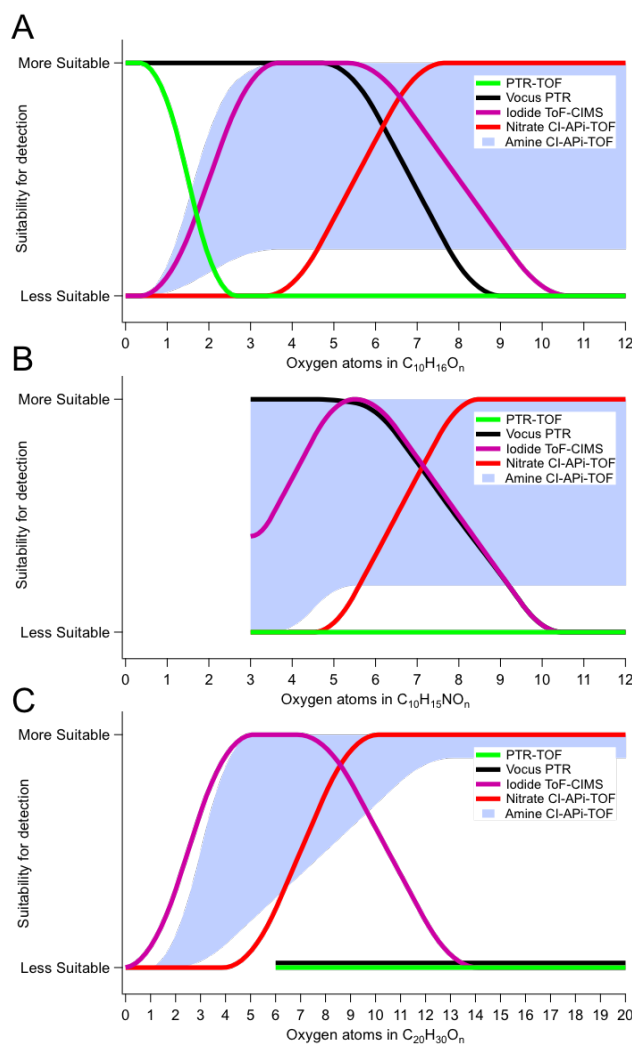 A
More Suitable
Suitability for detection
Less Suitable
PTR-TOF
Vocus PTR
Iodide ToF-CIMS
Nitrate CI-APi-TOF
Amine CI-APi-TOF
0 1 2 3 4 5 6 7 8 9 10 11 12
Oxygen atoms in C₁₀H₁₆Oₙ
B
More Suitable
Suitability for detection
Less Suitable
PTR-TOF
Vocus PTR
Iodide ToF-CIMS
Nitrate CI-APi-TOF
Amine CI-APi-TOF
0 1 2 3 4 5 6 7 8 9 10 11 12
Oxygen atoms in C₁₀H₁₅NOₙ
C
More Suitable
Suitability for detection
Less Suitable
PTR-TOF
Vocus PTR
Iodide ToF-CIMS
Nitrate CI-APi-TOF
Amine CI-APi-TOF
0 1 2 3 4 5 6 7 8 9 10 11 12 13 14 15 16 17 18 19 20
Oxygen atoms in C₂₀H₃₀Oₙ